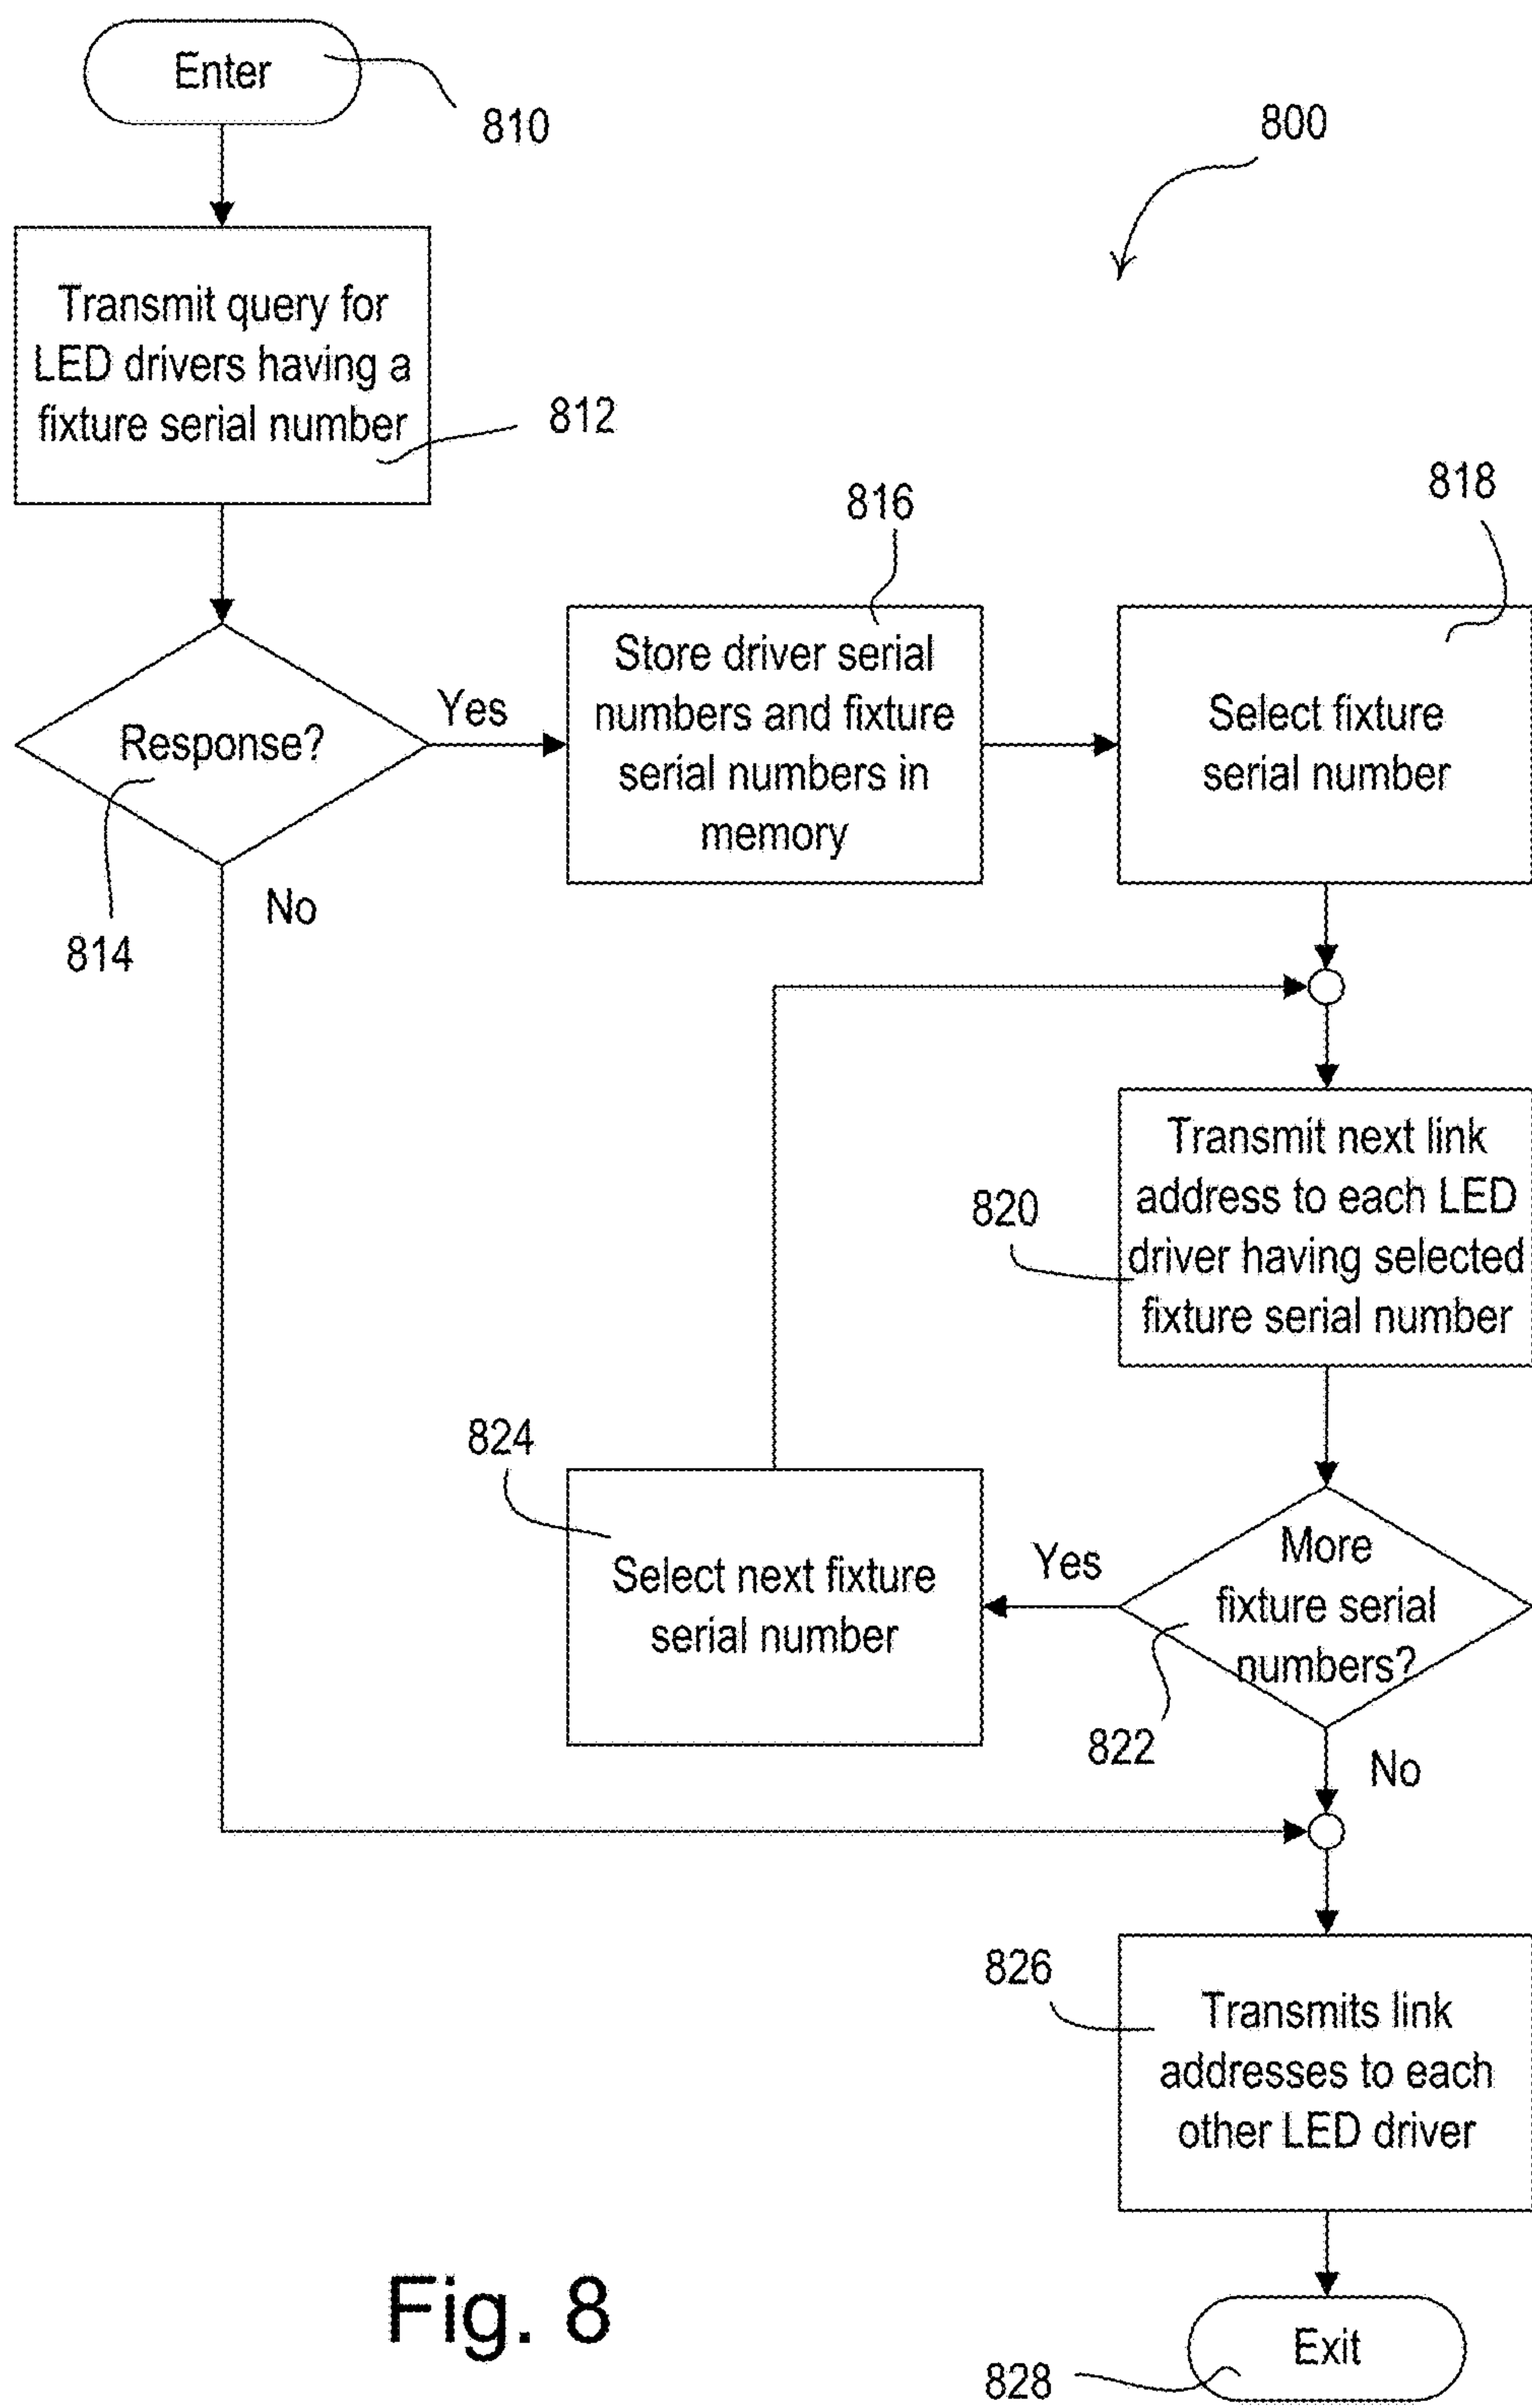 Enter
810
800
Transmit query for
LED drivers having a
fixture serial number
812
816
818
Response?
814
Yes
No
Store driver serial
numbers and fixture
serial numbers in
memory
Select fixture
serial number
Transmit next link
address to each LED
driver having selected
fixture serial number
820
824
Select next fixture
serial number
Yes
More
fixture serial
numbers?
822
No
826
Transmits link
addresses to each
other LED driver
Exit
828
Fig. 8